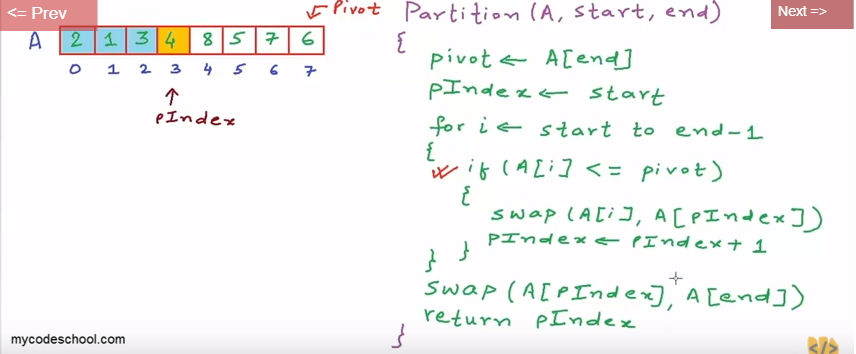 <= Prev
Next =>
Pivot
A 2 1 3 4 8 5 7 6
0 1 2 3 4 5 6 7
PIndex
Partition (A, start, end)
{
pivot ← A[end]
PIndex ← start
for i ← start to end-1
{
if (A[i] <= pivot)
{
swap (A[i], A[PIndex])
PIndex ← PIndex + 1
} }
swap (A[PIndex], A[end])
return PIndex
}
mycodeschool.com
</>